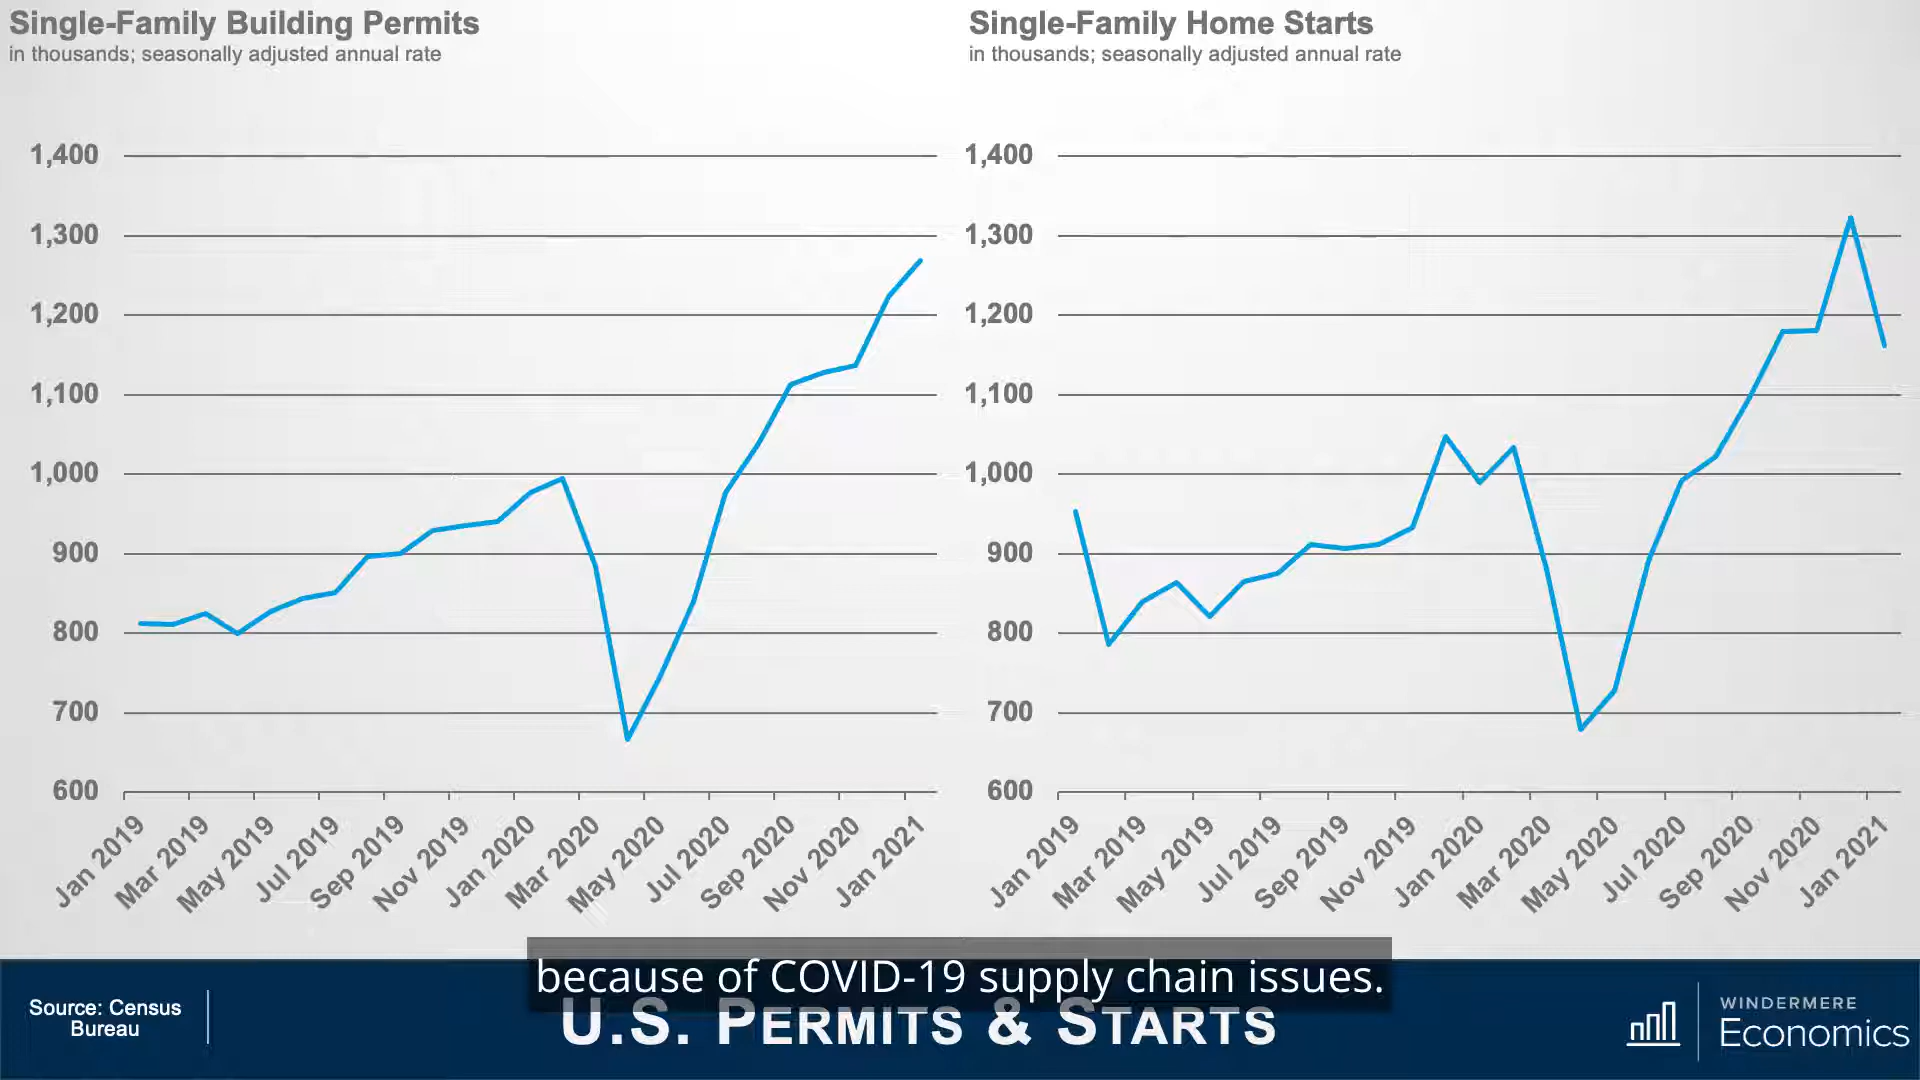 Single-Family Building Permits
in thousands; seasonally adjusted annual rate
1,400
1,300
1,200
1,100
1,000
900
800
700
600
Jan 2019
Mar 2019
May 2019
Jul 2019
Sep 2019
Nov 2019
Jan 2020
Mar 2020
May 2020
Jul 2020
Sep 2020
Nov 2020
Jan 2021
Single-Family Home Starts
in thousands; seasonally adjusted annual rate
1,400
1,300
1,200
1,100
1,000
900
800
700
600
Jan 2019
Mar 2019
May 2019
Jul 2019
Sep 2019
Nov 2019
Jan 2020
Mar 2020
May 2020
Jul 2020
Sep 2020
Nov 2020
Jan 2021
because of COVID-19 supply chain issues.
Source: Census
Bureau
U.S. PERMITS & STARTS
WINDERMERE
Economics